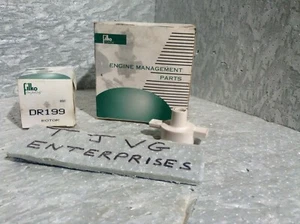 filko
ENGINE MANAGEMENT
PARTS
filko
DR199
ROTOR
TJVG
ENTERPRISES